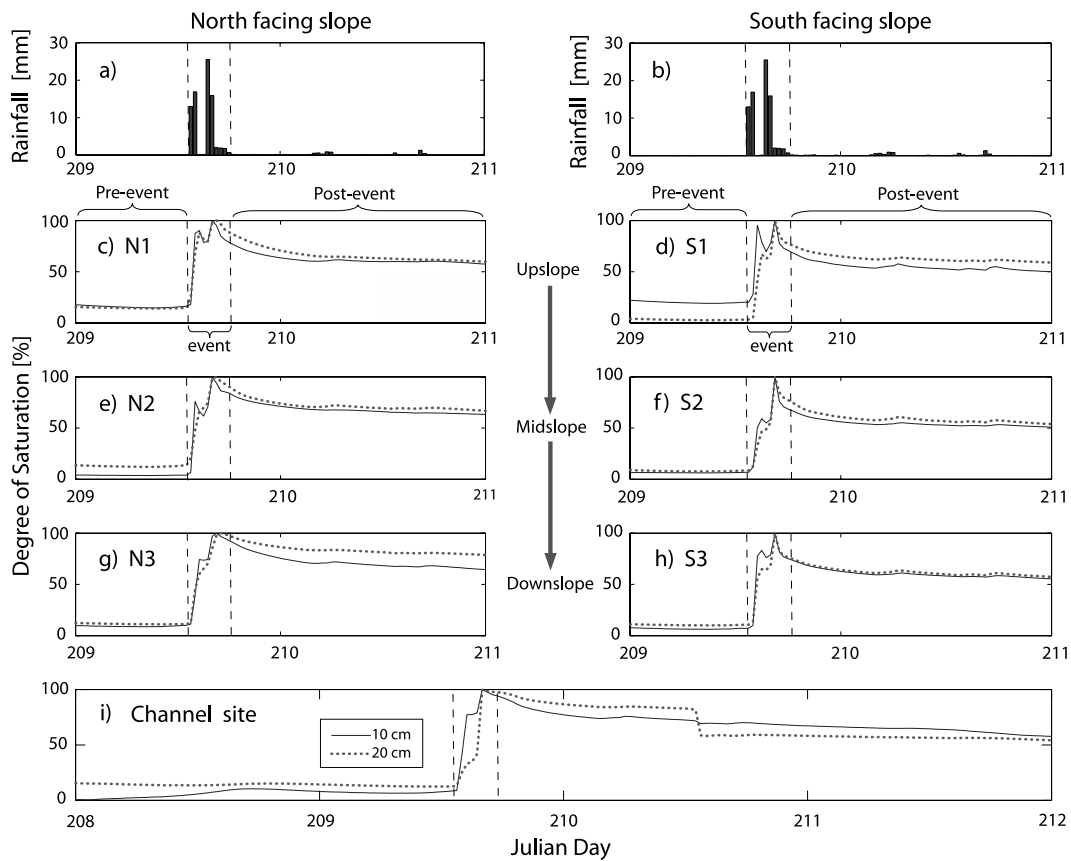 North facing slope
South facing slope
Rainfall [mm]
30
20
10
0
a)
209
210
211
Rainfall [mm]
30
20
10
0
b)
209
210
211
Pre-event
Post-event
Pre-event
Post-event
Degree of Saturation [%]
100
50
0
c) N1
209
210
211
event
Upslope
100
50
0
d) S1
209
210
211
event
100
50
0
e) N2
209
210
211
Midslope
100
50
0
f) S2
209
210
211
100
50
0
g) N3
209
210
211
Downslope
100
50
0
h) S3
209
210
211
100
50
0
i) Channel site
10 cm
20 cm
208
209
210
211
212
Julian Day